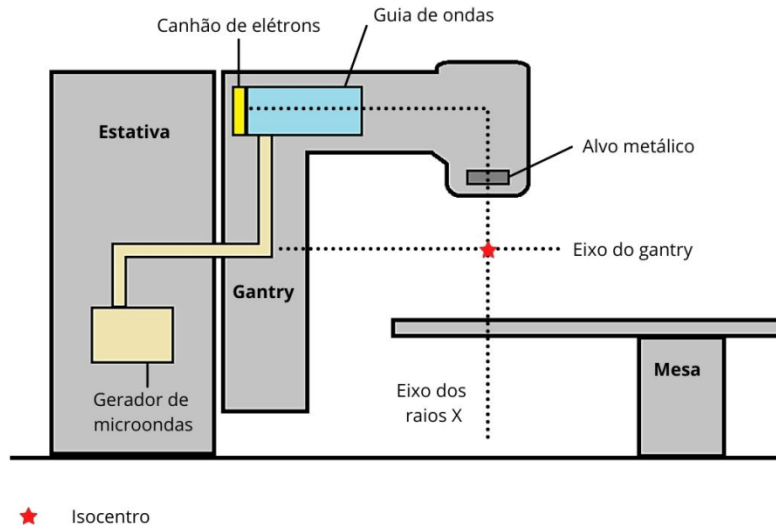 Canhão de elétrons
Guia de ondas
Estativa
Alvo metálico
Eixo do gantry
Gantry
Gerador de
microondas
Eixo dos
raios X
Mesa
Isocentro